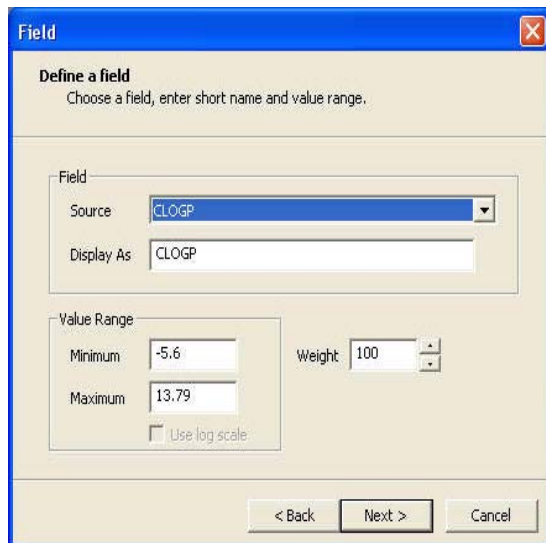 Field
Define a field
Choose a field, enter short name and value range.
Field
Source CLOGP
Display As CLOGP
Value Range
Minimum -5.6
Weight 100
Maximum 13.79
Use log scale
< Back Next > Cancel